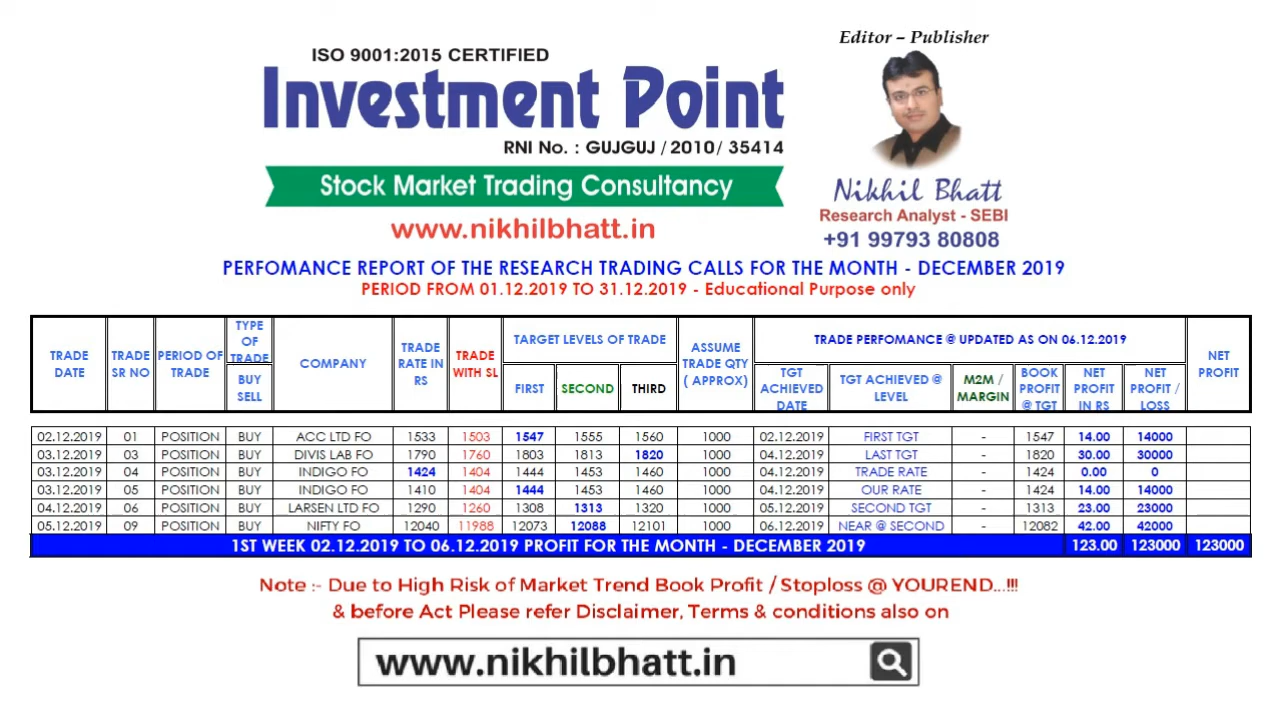 Editor – Publisher
ISO 9001:2015 CERTIFIED
Investment Point
RNI No. : GUJGUJ /2010/ 35414
Stock Market Trading Consultancy
www.nikhilbhatt.in
Nikhil Bhatt
Research Analyst - SEBI
+91 99793 80808
PERFOMANCE REPORT OF THE RESEARCH TRADING CALLS FOR THE MONTH - DECEMBER 2019
PERIOD FROM 01.12.2019 TO 31.12.2019 - Educational Purpose only
TRADE DATE
TRADE SR NO
PERIOD OF TRADE
TYPE OF TRADE
BUY SELL
COMPANY
TRADE RATE IN RS
TRADE WITH SL
TARGET LEVELS OF TRADE
FIRST SECOND THIRD
ASSUME TRADE QTY ( APPROX)
TRADE PERFOMANCE @ UPDATED AS ON 06.12.2019
TGT ACHIEVED DATE
TGT ACHIEVED @ LEVEL
M2M / MARGIN
BOOK PROFIT @ TGT
NET PROFIT IN RS
NET PROFIT / LOSS
NET PROFIT
02.12.2019 01 POSITION BUY ACC LTD FO 1533 1503 1547 1555 1560 1000 02.12.2019 FIRST TGT - 1547 14.00 14000
03.12.2019 03 POSITION BUY DIVIS LAB FO 1790 1760 1803 1813 1820 1000 04.12.2019 LAST TGT - 1820 30.00 30000
03.12.2019 04 POSITION BUY INDIGO FO 1424 1404 1444 1453 1460 1000 04.12.2019 TRADE RATE - 1424 0.00 0
03.12.2019 05 POSITION BUY INDIGO FO 1410 1404 1444 1453 1460 1000 04.12.2019 OUR RATE - 1424 14.00 14000
04.12.2019 06 POSITION BUY LARSEN LTD FO 1290 1260 1308 1313 1320 1000 05.12.2019 SECOND TGT - 1313 23.00 23000
05.12.2019 09 POSITION BUY NIFTY FO 12040 11988 12073 12088 12101 1000 06.12.2019 NEAR @ SECOND - 12082 42.00 42000
1ST WEEK 02.12.2019 TO 06.12.2019 PROFIT FOR THE MONTH - DECEMBER 2019 123.00 123000 123000
Note :- Due to High Risk of Market Trend Book Profit / Stoploss @ YOUREND...!!!
& before Act Please refer Disclaimer, Terms & conditions also on
www.nikhilbhatt.in